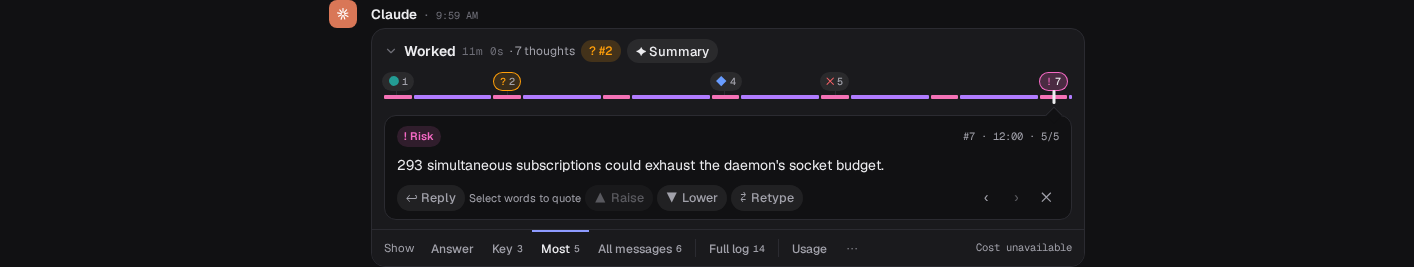 Claude · 9:59 AM
Worked 11m 0s · 7 thoughts ? #2 Summary
1 ? 2 4 5 ! 7
! Risk #7 · 12:00 · 5/5
293 simultaneous subscriptions could exhaust the daemon's socket budget.
Reply Select words to quote Raise Lower Retype
Show Answer Key 3 Most 5 All messages 6 Full log 14 Usage ··· Cost unavailable